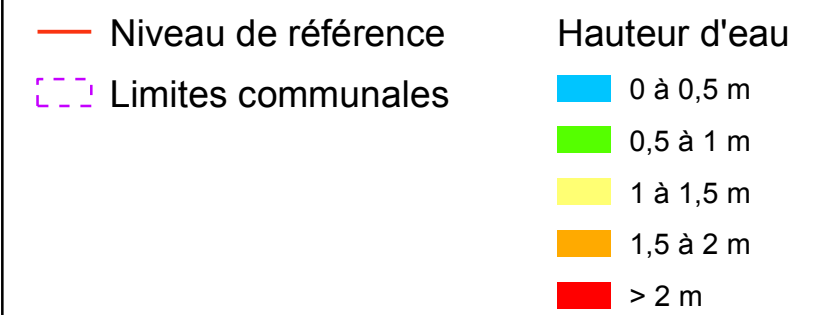 Niveau de référence
Limites communales
Hauteur d'eau
0 à 0,5 m
0,5 à 1 m
1 à 1,5 m
1,5 à 2 m
> 2 m